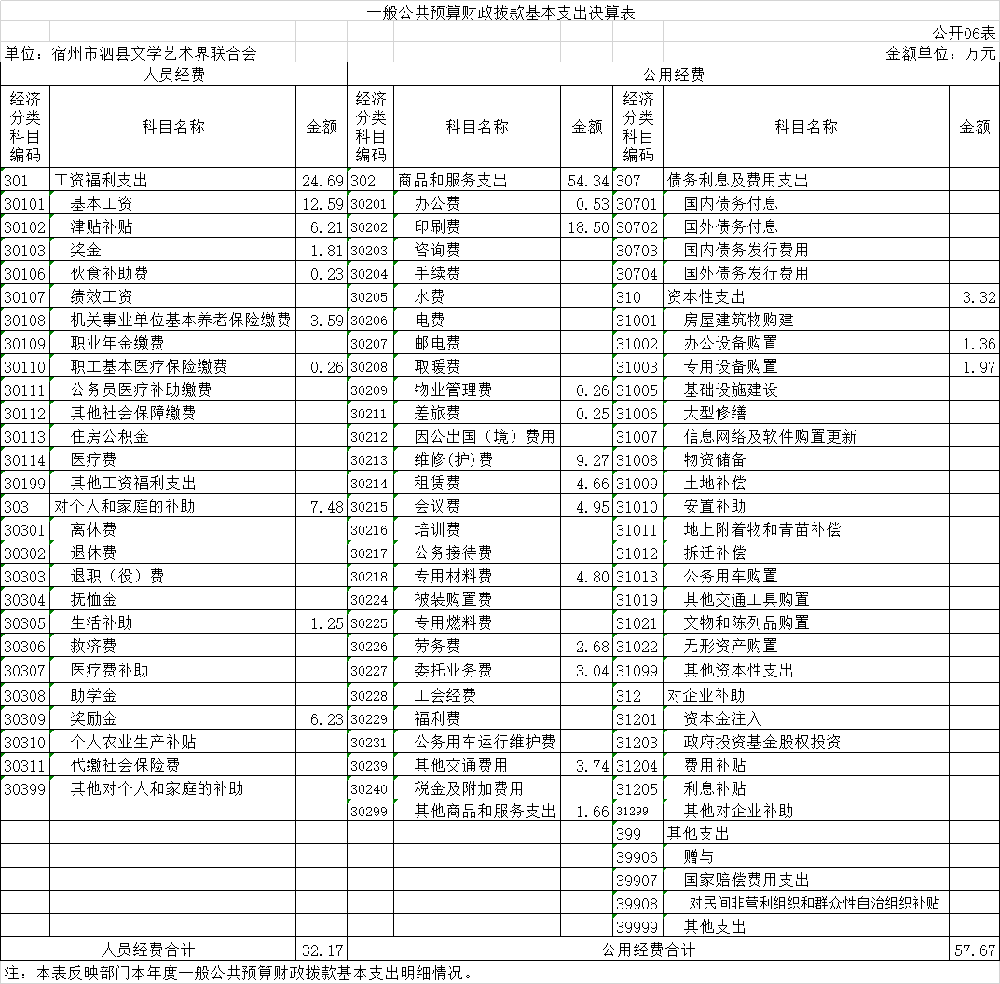 一般公共预算财政拨款基本支出决算表
公开06表
单位：宿州市泗县文学艺术界联合会 金额单位：万元
人员经费 公用经费
经济分类科目编码 科目名称 金额 经济分类科目编码 科目名称 金额 经济分类科目编码 科目名称 金额
301 工资福利支出 24.69 302 商品和服务支出 54.34 307 债务利息及费用支出
30101 基本工资 12.59 30201 办公费 0.53 30701 国内债务付息
30102 津贴补贴 6.21 30202 印刷费 18.50 30702 国外债务付息
30103 奖金 1.81 30203 咨询费 30703 国内债务发行费用
30106 伙食补助费 0.23 30204 手续费 30704 国外债务发行费用
30107 绩效工资 30205 水费 310 资本性支出 3.32
30108 机关事业单位基本养老保险缴费 3.59 30206 电费 31001 房屋建筑物购建
30109 职业年金缴费 30207 邮电费 31002 办公设备购置 1.36
30110 职工基本医疗保险缴费 0.26 30208 取暖费 31003 专用设备购置 1.97
30111 公务员医疗补助缴费 30209 物业管理费 0.26 31005 基础设施建设
30112 其他社会保障缴费 30211 差旅费 0.25 31006 大型修缮
30113 住房公积金 30212 因公出国（境）费用 31007 信息网络及软件购置更新
30114 医疗费 30213 维修(护)费 9.27 31008 物资储备
30199 其他工资福利支出 30214 租赁费 4.66 31009 土地补偿
303 对个人和家庭的补助 7.48 30215 会议费 4.95 31010 安置补助
30301 离休费 30216 培训费 31011 地上附着物和青苗补偿
30302 退休费 30217 公务接待费 31012 拆迁补偿
30303 退职（役）费 30218 专用材料费 4.80 31013 公务用车购置
30304 抚恤金 30224 被装购置费 31019 其他交通工具购置
30305 生活补助 1.25 30225 专用燃料费 31021 文物和陈列品购置
30306 救济费 30226 劳务费 2.68 31022 无形资产购置
30307 医疗费补助 30227 委托业务费 3.04 31099 其他资本性支出
30308 助学金 30228 工会经费 312 对企业补助
30309 奖励金 6.23 30229 福利费 31201 资本金注入
30310 个人农业生产补贴 30231 公务用车运行维护费 31203 政府投资基金股权投资
30311 代缴社会保险费 30239 其他交通费用 3.74 31204 费用补贴
30399 其他对个人和家庭的补助 30240 税金及附加费用 31205 利息补贴
30299 其他商品和服务支出 1.66 31299 其他对企业补助
399 其他支出
39906 赠与
39907 国家赔偿费用支出
39908 对民间非营利组织和群众性自治组织补贴
39999 其他支出
人员经费合计 32.17 公用经费合计 57.67
注：本表反映部门本年度一般公共预算财政拨款基本支出明细情况。